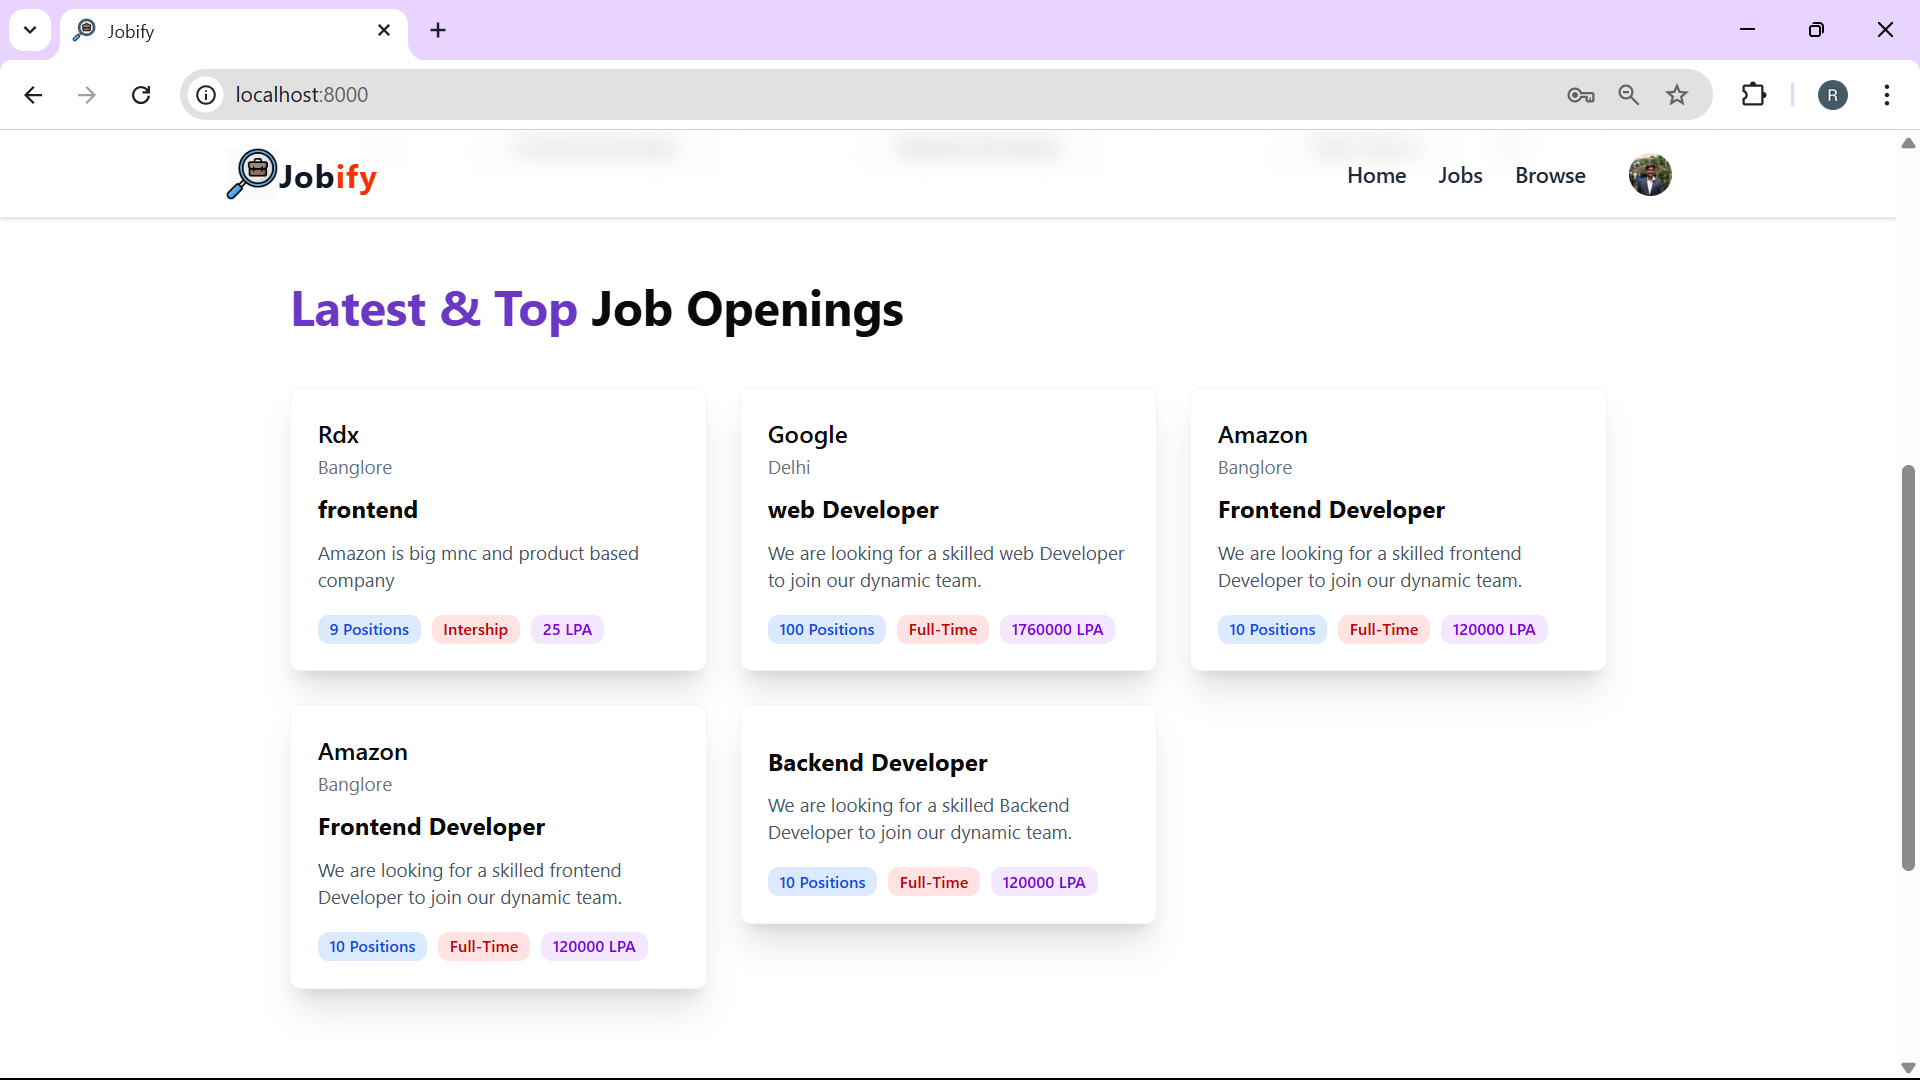 Jobify
localhost:8000
R
Jobify
Home Jobs Browse
Latest & Top Job Openings
Rdx
Banglore
frontend
Amazon is big mnc and product based
company
9 Positions Intership 25 LPA
Google
Delhi
web Developer
We are looking for a skilled web Developer
to join our dynamic team.
100 Positions Full-Time 1760000 LPA
Amazon
Banglore
Frontend Developer
We are looking for a skilled frontend
Developer to join our dynamic team.
10 Positions Full-Time 120000 LPA
Amazon
Banglore
Frontend Developer
We are looking for a skilled frontend
Developer to join our dynamic team.
10 Positions Full-Time 120000 LPA
Backend Developer
We are looking for a skilled Backend
Developer to join our dynamic team.
10 Positions Full-Time 120000 LPA